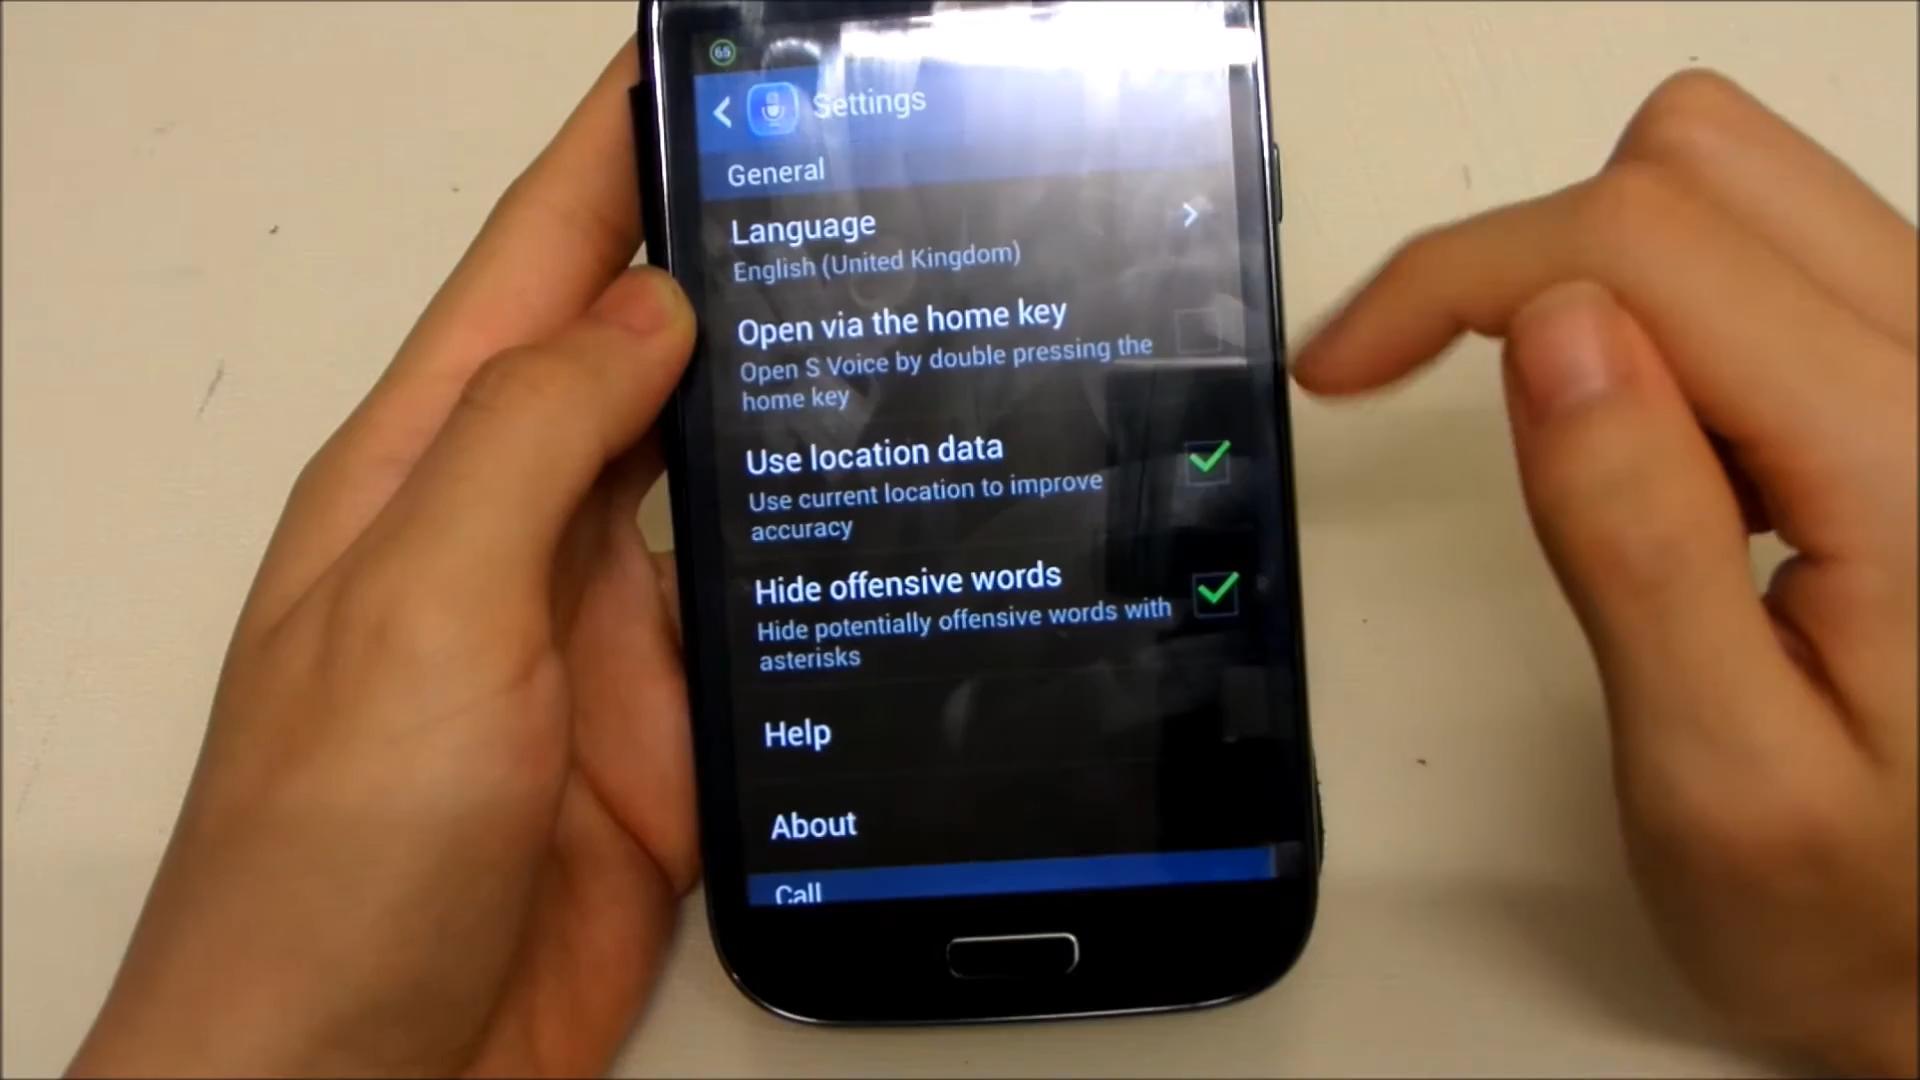 65
Settings
General
Language
English (United Kingdom)
Open via the home key
Open S Voice by double pressing the
home key
Use location data
Use current location to improve
accuracy
Hide offensive words
Hide potentially offensive words with
asterisks
Help
About
Call